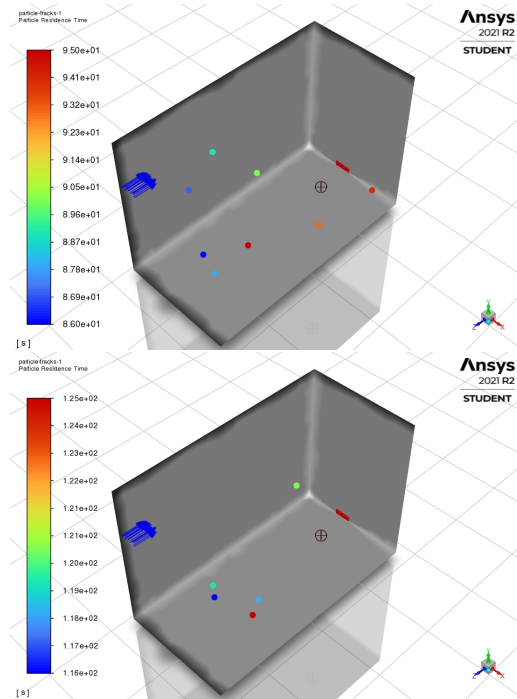 particle-tracks-1
Particle Residence Time
Ansys
2021 R2
STUDENT
9.50e+01
9.41e+01
9.32e+01
9.23e+01
9.14e+01
9.05e+01
8.96e+01
8.87e+01
8.78e+01
8.69e+01
8.60e+01
[s]
particle-tracks-1
Particle Residence Time
Ansys
2021 R2
STUDENT
1.25e+02
1.24e+02
1.23e+02
1.22e+02
1.21e+02
1.21e+02
1.20e+02
1.19e+02
1.18e+02
1.17e+02
1.16e+02
[s]